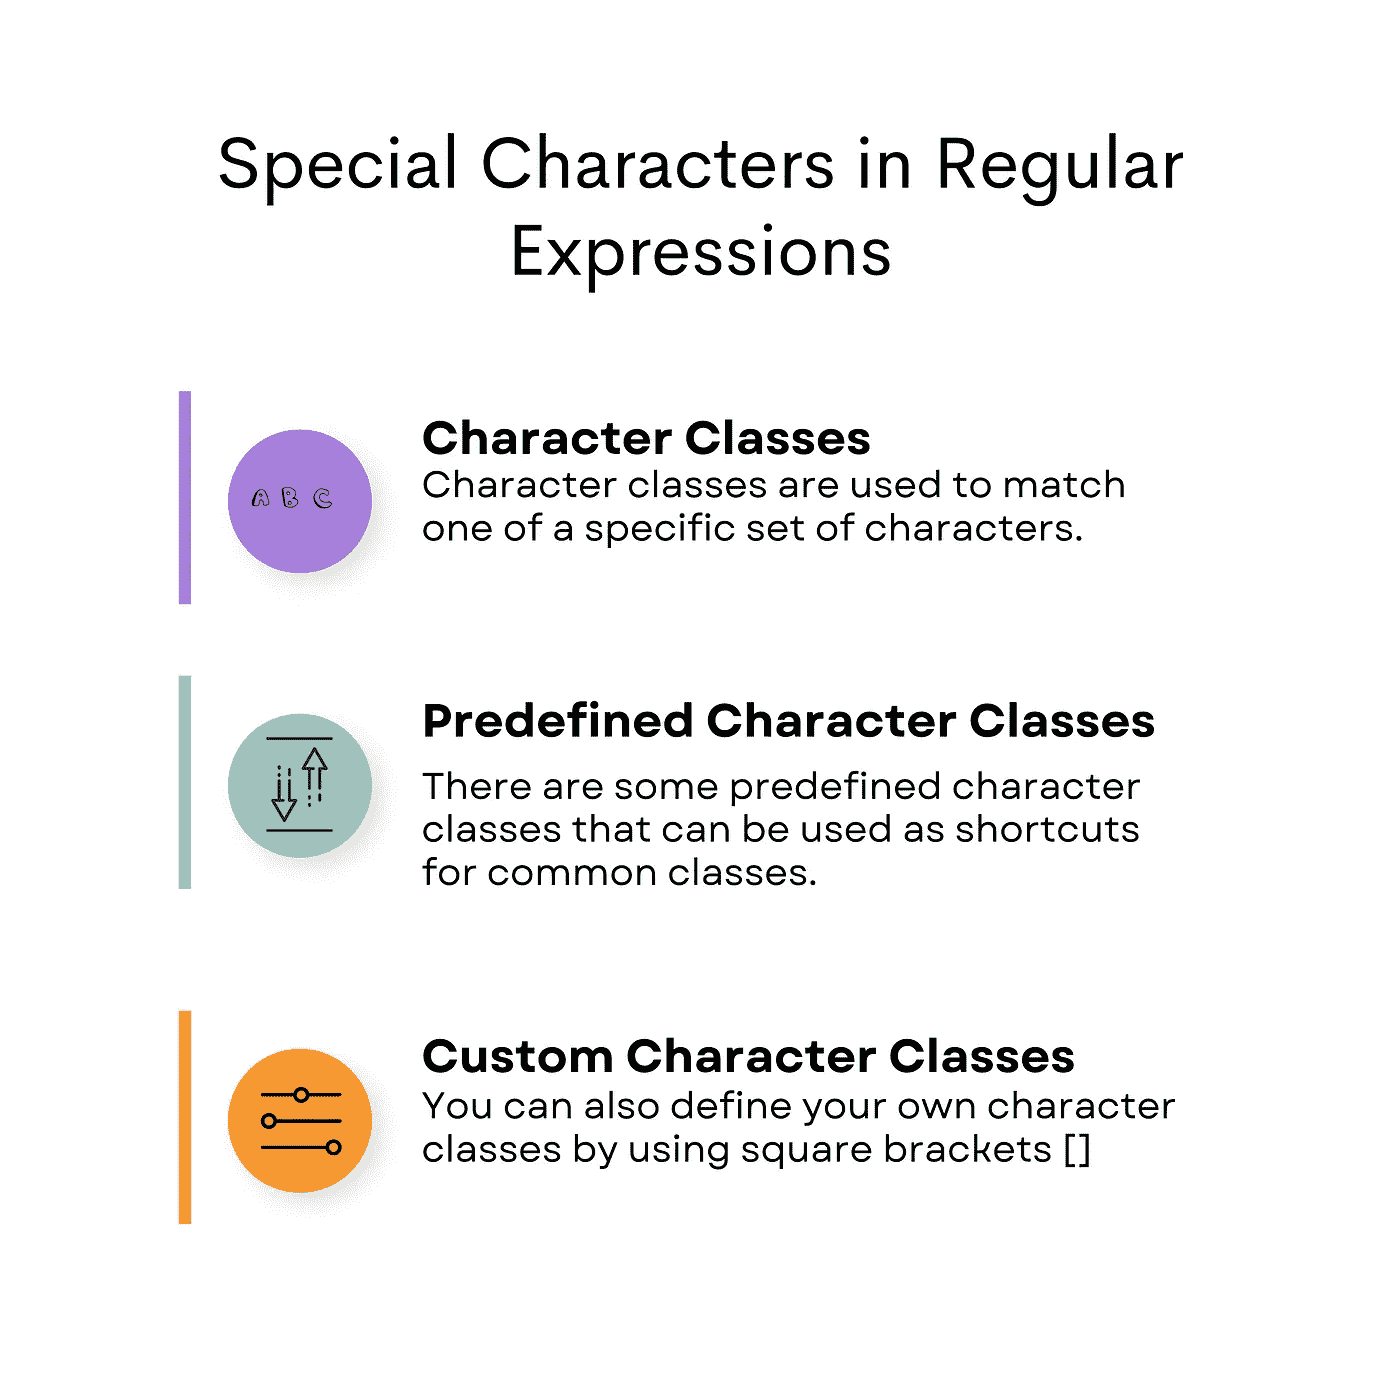 Special Characters in Regular
Expressions
Character Classes
Character classes are used to match
one of a specific set of characters.
A B C
Predefined Character Classes
There are some predefined character
classes that can be used as shortcuts
for common classes.
Custom Character Classes
You can also define your own character
classes by using square brackets []